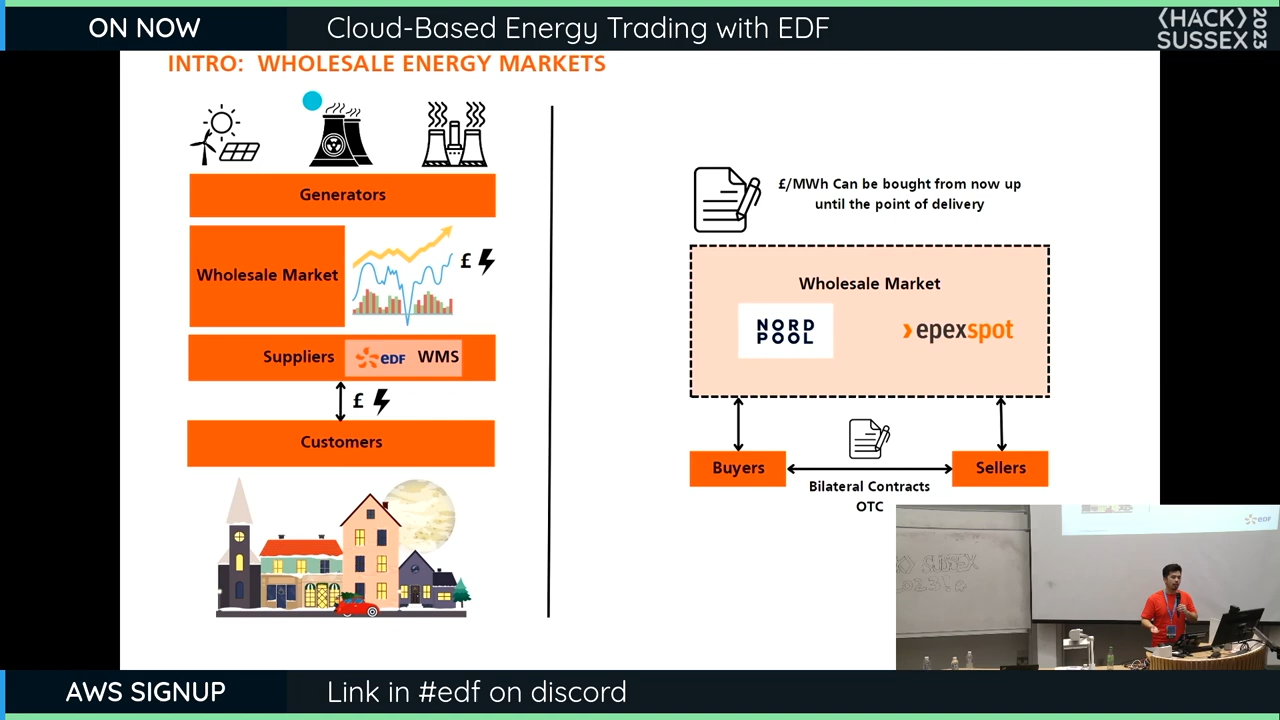 ON NOW
Cloud-Based Energy Trading with EDF
⟨HACK⟩
SUSSEX
2023
INTRO: WHOLESALE ENERGY MARKETS
Generators
Wholesale Market
£
Suppliers
edf WMS
£
Customers
£/MWh Can be bought from now up
until the point of delivery
Wholesale Market
NORD
POOL
epexspot
Buyers
Sellers
Bilateral Contracts
OTC
edf
AWS SIGNUP
Link in #edf on discord